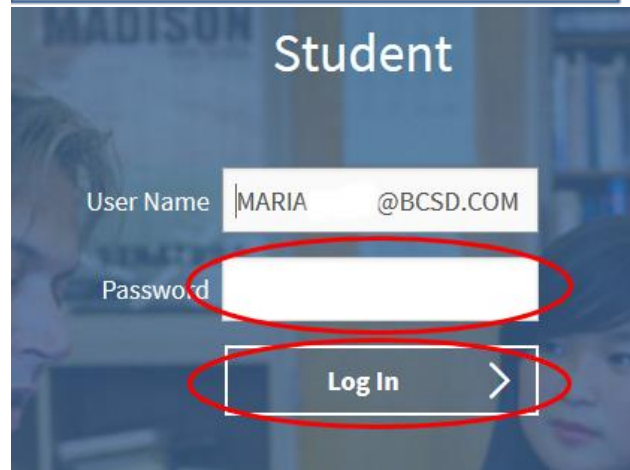 MADISON
Student
User Name MARIA @BCSD.COM
Password
Log In